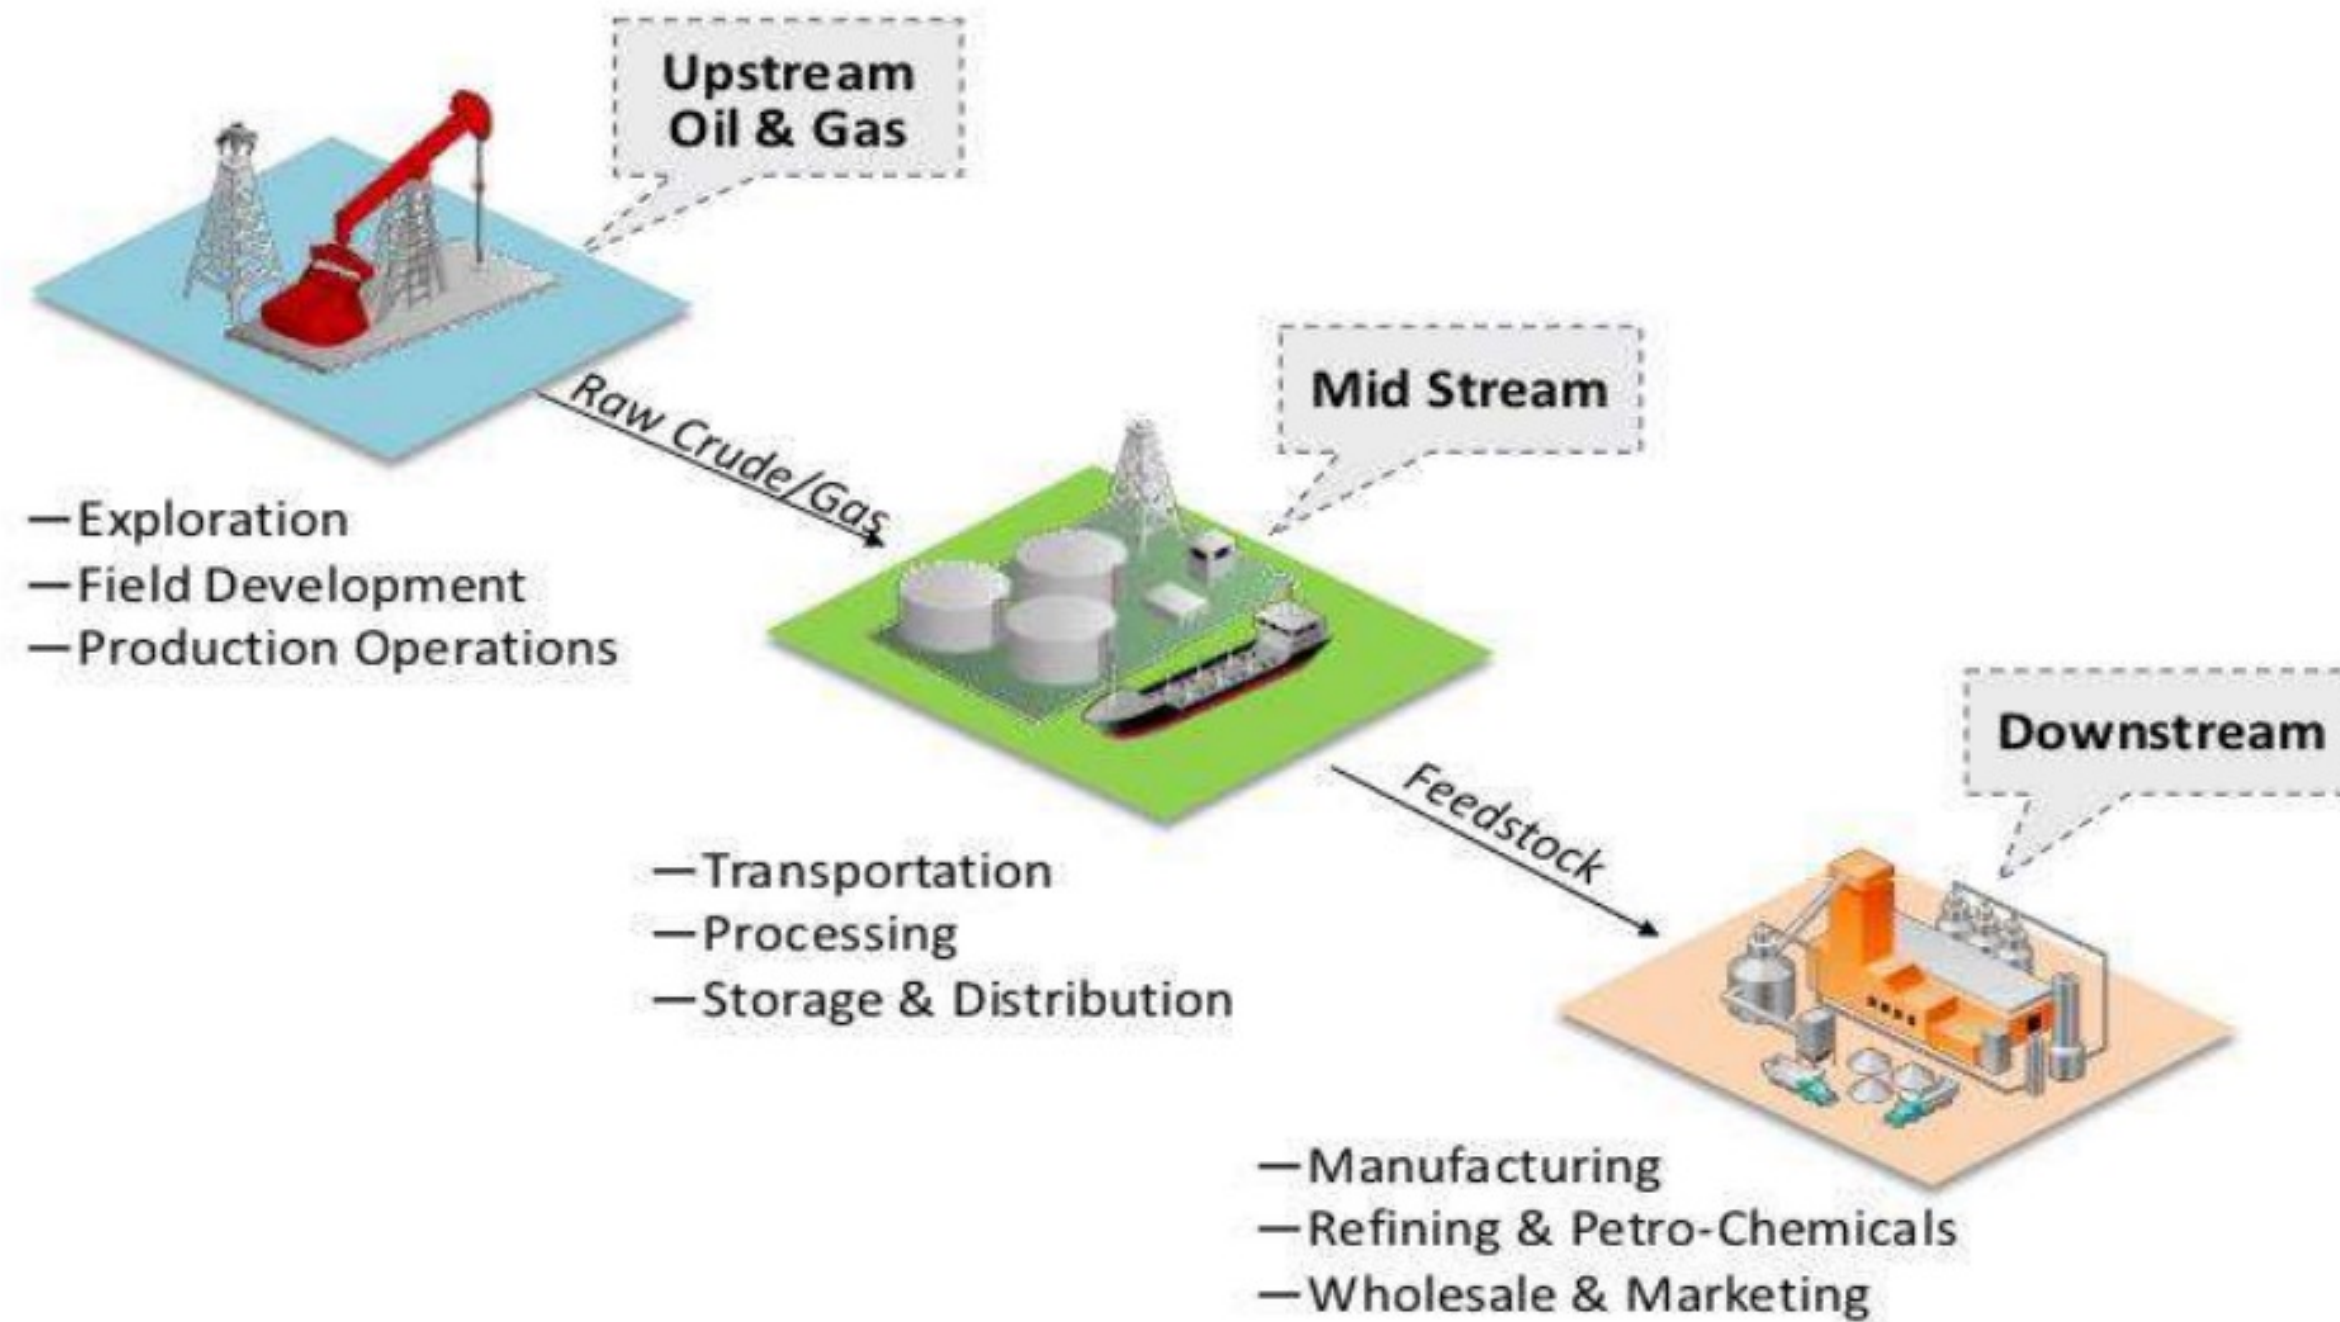 Upstream
Oil & Gas
Raw Crude/Gas
—Exploration
—Field Development
—Production Operations
Mid Stream
Feedstock
—Transportation
—Processing
—Storage & Distribution
Downstream
—Manufacturing
—Refining & Petro-Chemicals
—Wholesale & Marketing